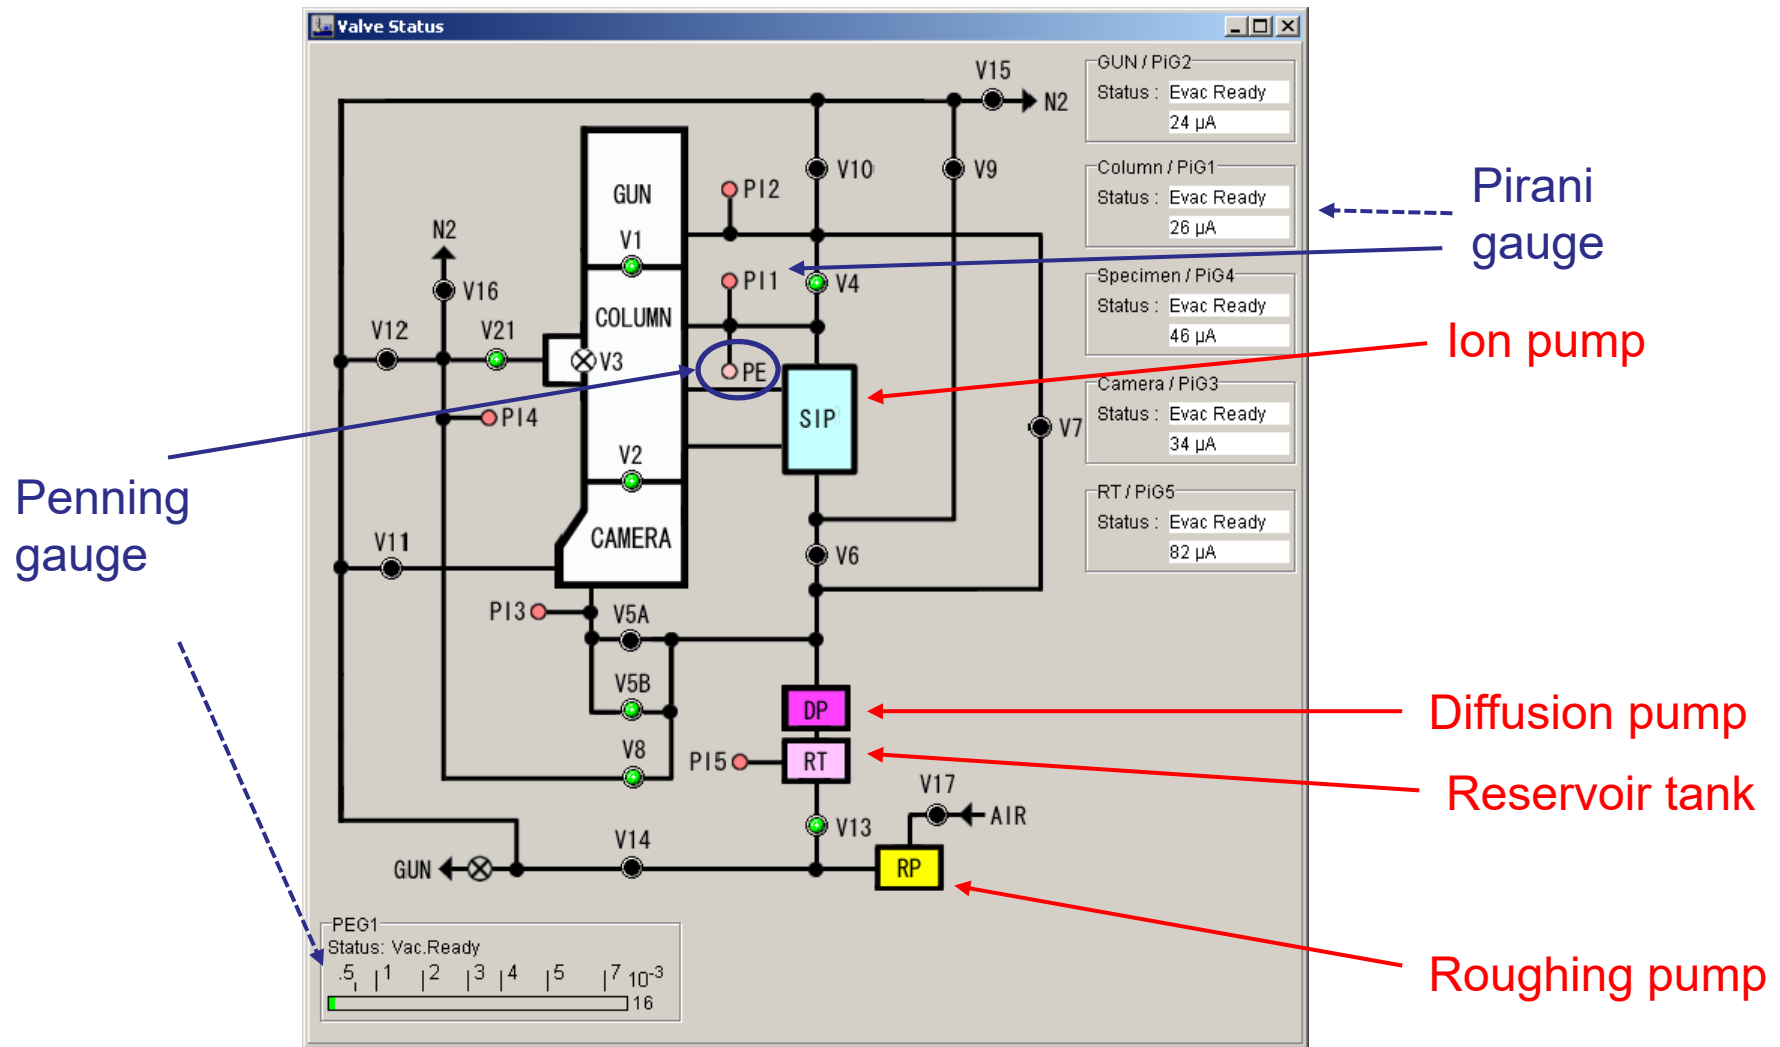 Valve Status
V15
N2
GUN / PiG2
Status : Evac Ready
24 µA
V10
V9
Column / PiG1
Status : Evac Ready
26 µA
Pirani
gauge
GUN
PI2
N2
V1
V16
PI1
V4
Specimen / PiG4
Status : Evac Ready
46 µA
COLUMN
V12
V21
V3
PE
Ion pump
Camera / PiG3
Status : Evac Ready
34 µA
PI4
SIP
V7
V2
Penning
gauge
RT / PiG5
Status : Evac Ready
82 µA
V11
CAMERA
V6
PI3
V5A
V5B
DP
Diffusion pump
V8
PI5
RT
Reservoir tank
V17
AIR
V13
V14
GUN
RP
Roughing pump
PEG1
Status: Vac.Ready
.5 1 2 3 4 5 7 10-3
16